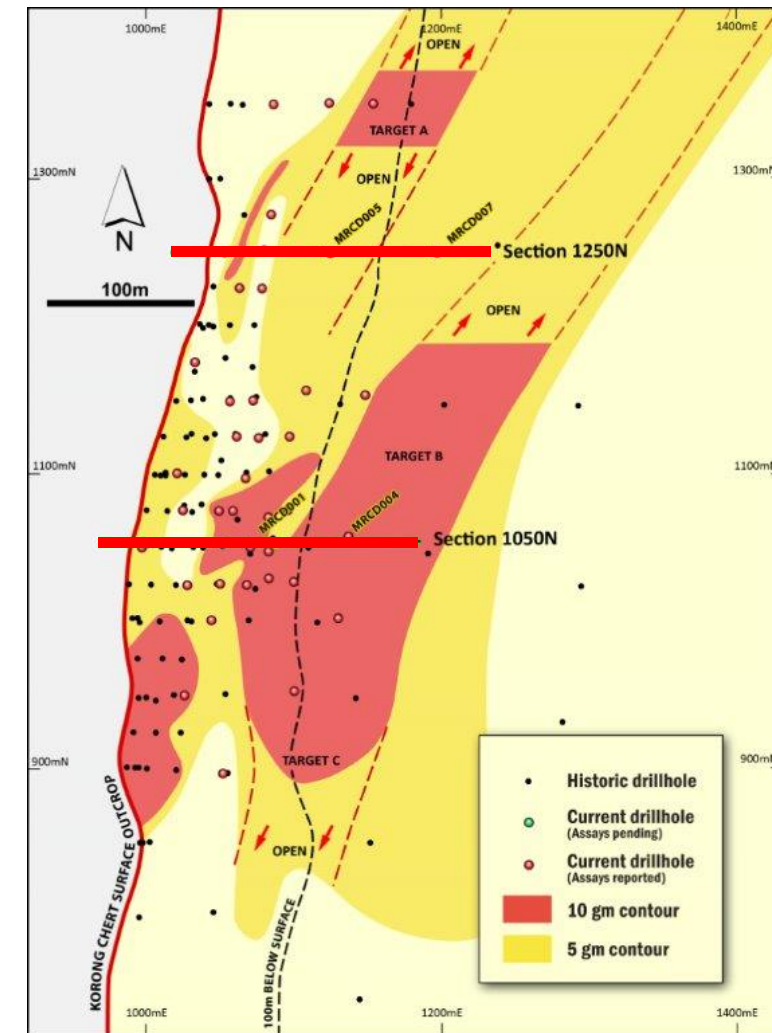 1000mE
1200mE
1400mE
OPEN
TARGET A
1300mN
OPEN
1300mN
MRCD005
MRCD007
N
Section 1250N
100m
OPEN
TARGET B
1100mN
1100mN
MRCD001
MRCD004
Section 1050N
900mN
TARGET C
900mN
OPEN
KORONG CHERT SURFACE OUTCROP
100m BELOW SURFACE
Historic drillhole
Current drillhole
(Assays pending)
Current drillhole
(Assays reported)
10 gm contour
5 gm contour
1000mE
1200mE
1400mE